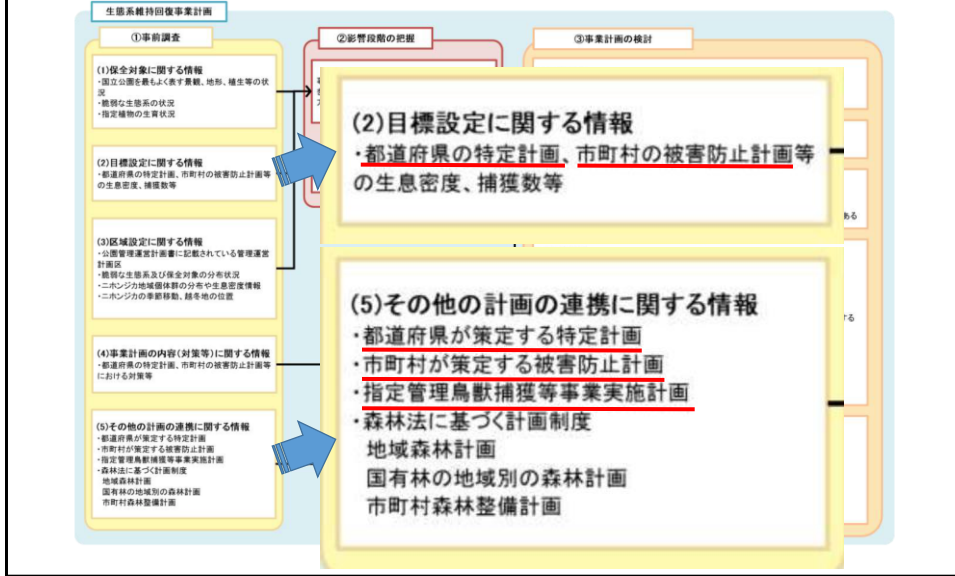 生態系維持回復事業計画
①事前調査
(1)保全対象に関する情報
・国立公園を最もよく表す景観、地形、植生等の状
況
・脆弱な生態系の状況
・指定植物の生育状況
(2)目標設定に関する情報
・都道府県の特定計画、市町村の被害防止計画等
の生息密度、捕獲数等
(3)区域設定に関する情報
・公園管理運営計画書に記載されている管理運営
計画区
・脆弱な生態系及び保全対象の分布状況
・ニホンジカ地域個体群の分布や生息密度情報
・ニホンジカの季節移動、越冬地の位置
(4)事業計画の内容(対策等)に関する情報
・都道府県の特定計画、市町村の被害防止計画等
における対策等
(5)その他の計画の連携に関する情報
・都道府県が策定する特定計画
・市町村が策定する被害防止計画
・指定管理鳥獣捕獲等事業実施計画
・森林法に基づく計画制度
地域森林計画
国有林の地域別の森林計画
市町村森林整備計画
②影響段階の把握
③事業計画の検討
(2)目標設定に関する情報
・都道府県の特定計画、市町村の被害防止計画等
の生息密度、捕獲数等
ある
する
(5)その他の計画の連携に関する情報
・都道府県が策定する特定計画
・市町村が策定する被害防止計画
・指定管理鳥獣捕獲等事業実施計画
・森林法に基づく計画制度
地域森林計画
国有林の地域別の森林計画
市町村森林整備計画